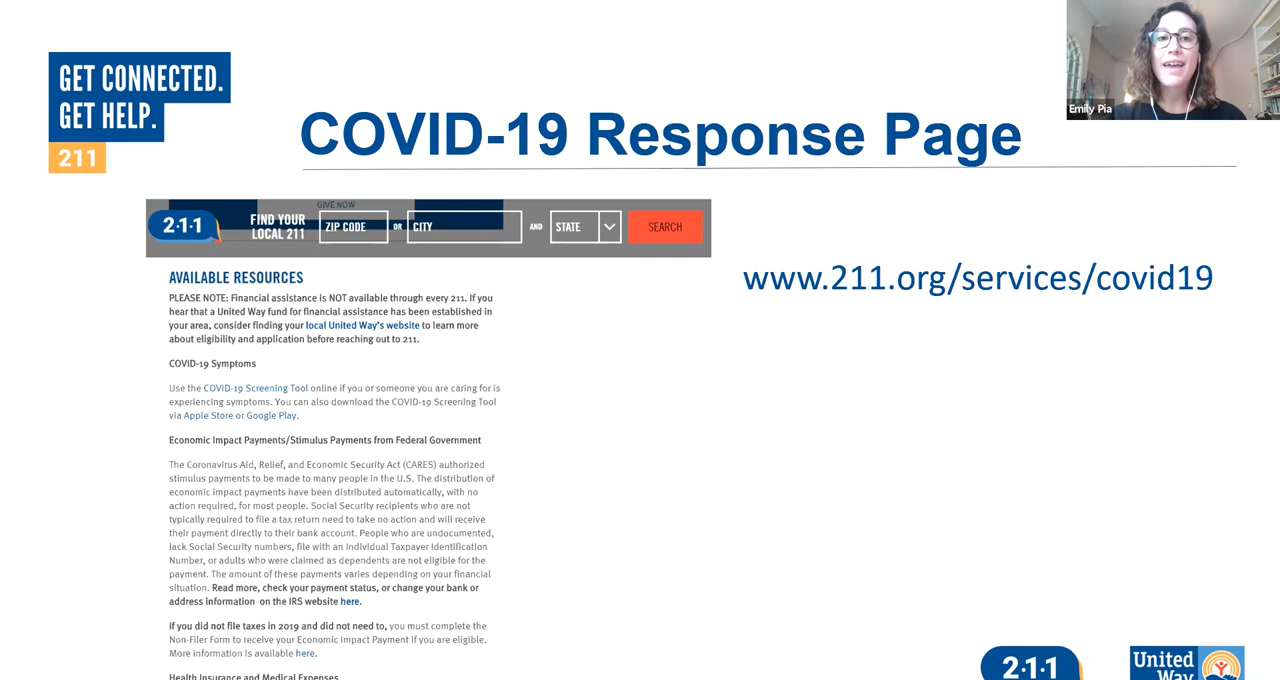 GET CONNECTED.
GET HELP.
211
COVID-19 Response Page
Emily Pia
GIVE NOW
2·1·1
FIND YOUR
LOCAL 211
ZIP CODE
OR
CITY
AND
STATE
SEARCH
www.211.org/services/covid19
AVAILABLE RESOURCES
PLEASE NOTE: Financial assistance is NOT available through every 211. If you
hear that a United Way fund for financial assistance has been established in
your area, consider finding your local United Way's website to learn more
about eligibility and application before reaching out to 211.
COVID-19 Symptoms
Use the COVID-19 Screening Tool online if you or someone you are caring for is
experiencing symptoms. You can also download the COVID-19 Screening Tool
via Apple Store or Google Play.
Economic Impact Payments/Stimulus Payments from Federal Government
The Coronavirus Aid, Relief, and Economic Security Act (CARES) authorized
stimulus payments to be made to many people in the U.S. The distribution of
economic impact payments have been distributed automatically, with no
action required, for most people. Social Security recipients who are not
typically required to file a tax return need to take no action and will receive
their payment directly to their bank account. People who are undocumented,
lack Social Security numbers, file with an Individual Taxpayer Identification
Number, or adults who were claimed as dependents are not eligible for the
payment. The amount of these payments varies depending on your financial
situation. Read more, check your payment status, or change your bank or
address information on the IRS website here.
If you did not file taxes in 2019 and did not need to, you must complete the
Non-Filer Form to receive your Economic Impact Payment if you are eligible.
More information is available here.
Health Insurance and Medical Expenses
2·1·1
United
Way